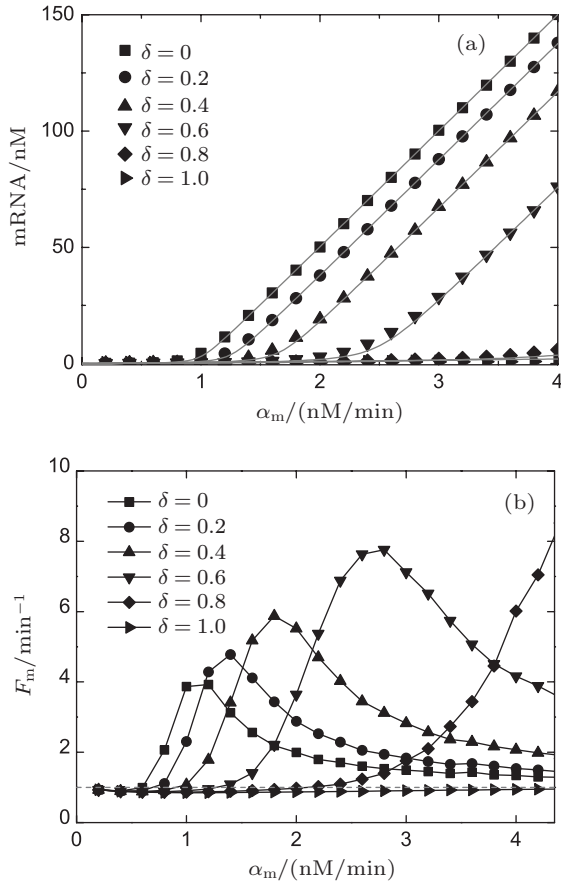 150
(a)
δ = 0
δ = 0.2
δ = 0.4
δ = 0.6
δ = 0.8
δ = 1.0
100
50
0
mRNA/nM
0 1 2 3 4
αm/(nM/min)
10
(b)
δ = 0
δ = 0.2
δ = 0.4
δ = 0.6
δ = 0.8
δ = 1.0
8
6
4
2
0
Fm/min⁻¹
0 1 2 3 4
αm/(nM/min)